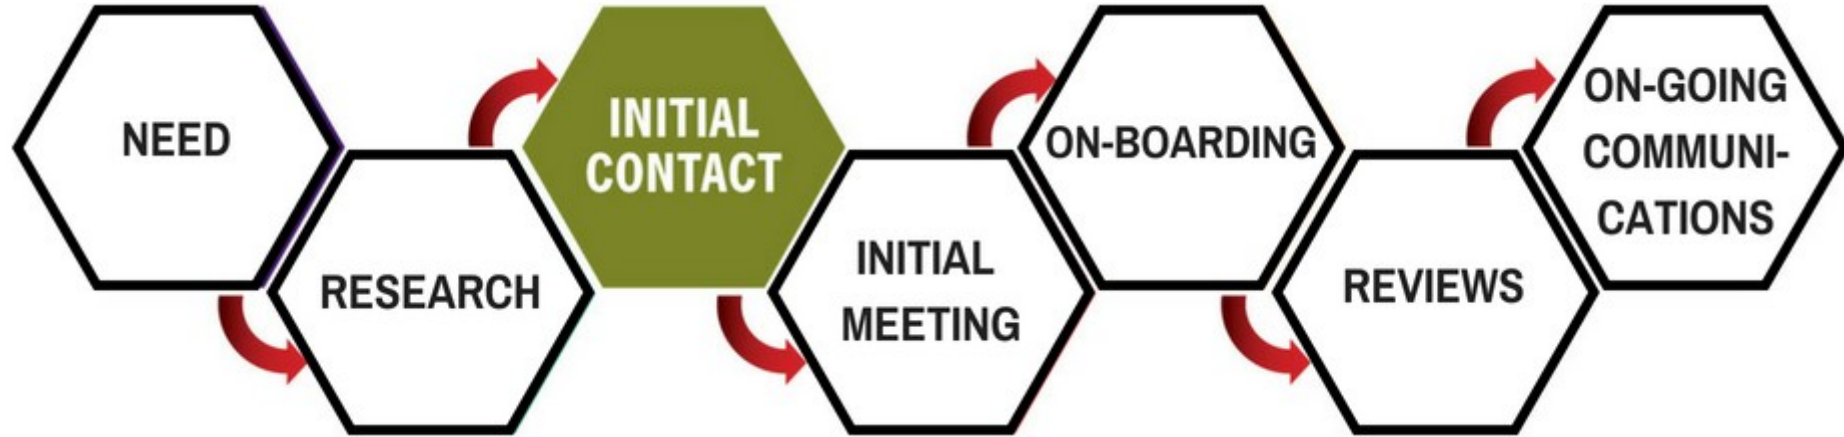 NEED
RESEARCH
INITIAL
CONTACT
INITIAL
MEETING
ON-BOARDING
REVIEWS
ON-GOING
COMMUNI-
CATIONS